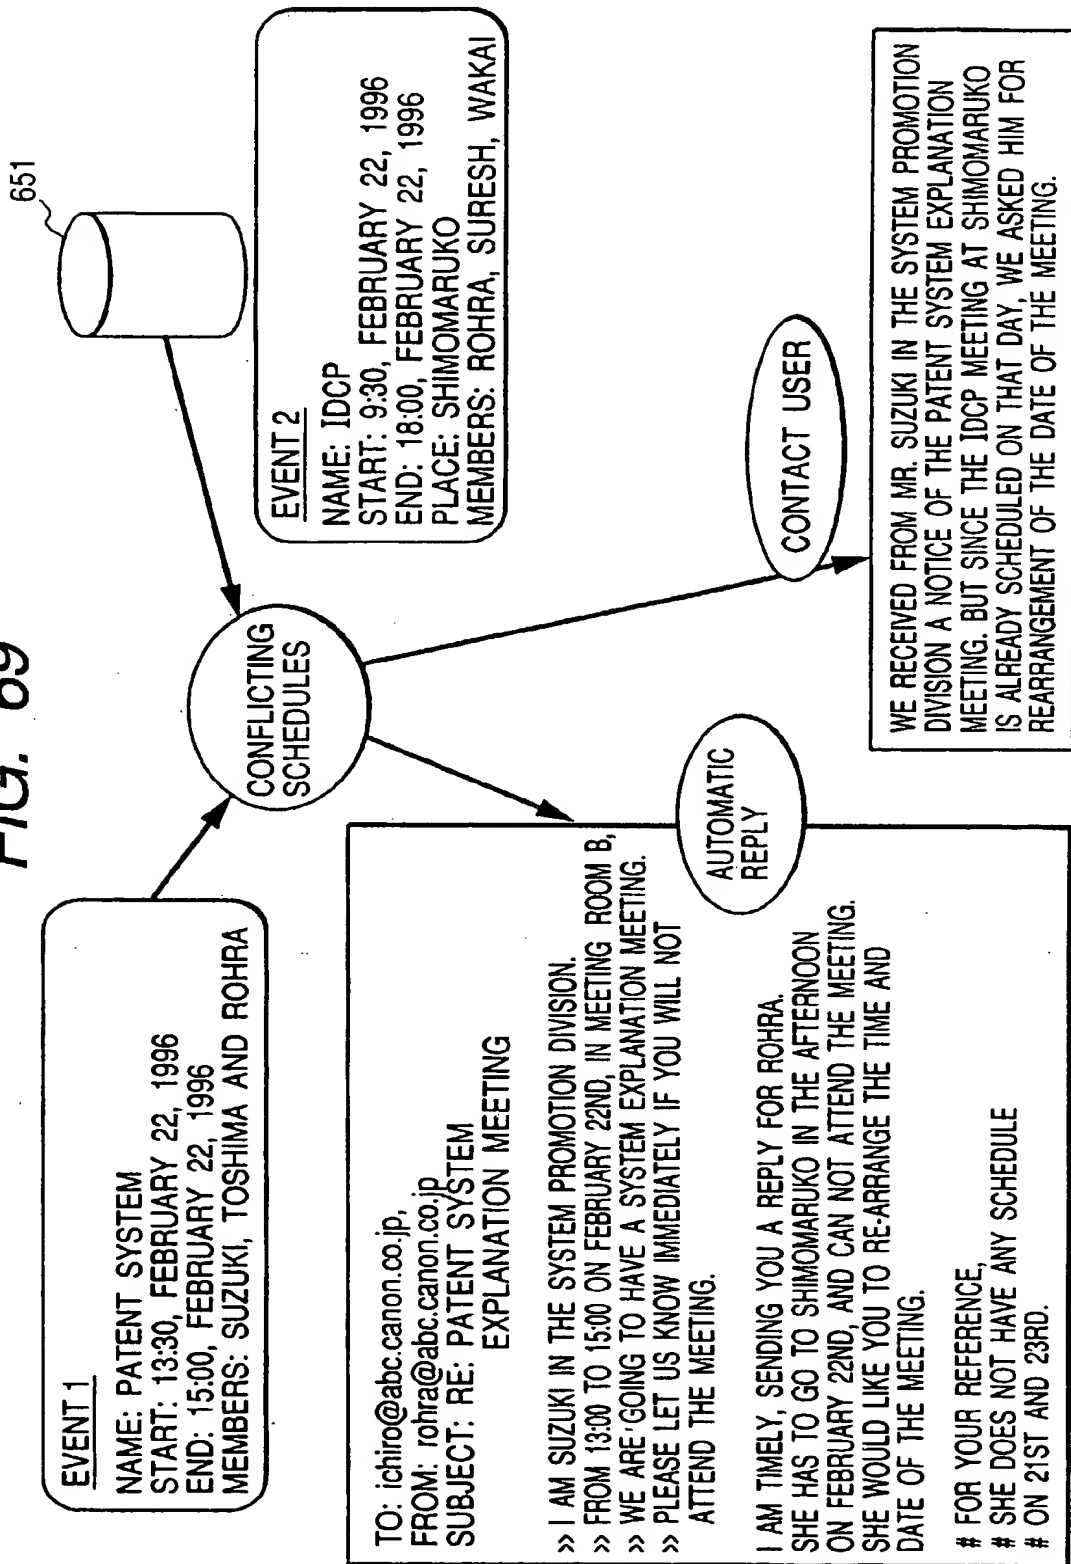 FIG. 69
EVENT 1
NAME: PATENT SYSTEM
START: 13:30, FEBRUARY 22, 1996
END: 15:00, FEBRUARY 22, 1996
MEMBERS: SUZUKI, TOSHIMA AND ROHRA
CONFLICTING
SCHEDULES
651
EVENT 2
NAME: IDCP
START: 9:30, FEBRUARY 22, 1996
END: 18:00, FEBRUARY 22, 1996
PLACE: SHIMOMARUKO
MEMBERS: ROHRA, SURESH, WAKAI
TO: ichiro@abc.canon.co.jp,
FROM: rohra@abc.canon.co.jp
SUBJECT: RE: PATENT SYSTEM
EXPLANATION MEETING
>> I AM SUZUKI IN THE SYSTEM PROMOTION DIVISION.
>> FROM 13:00 TO 15:00 ON FEBRUARY 22ND, IN MEETING ROOM B,
>> WE ARE GOING TO HAVE A SYSTEM EXPLANATION MEETING.
>> PLEASE LET US KNOW IMMEDIATELY IF YOU WILL NOT
ATTEND THE MEETING.
I AM TIMELY, SENDING YOU A REPLY FOR ROHRA.
SHE HAS TO GO TO SHIMOMARUKO IN THE AFTERNOON
ON FEBRUARY 22ND, AND CAN NOT ATTEND THE MEETING.
SHE WOULD LIKE YOU TO RE-ARRANGE THE TIME AND
DATE OF THE MEETING.
# FOR YOUR REFERENCE,
# SHE DOES NOT HAVE ANY SCHEDULE
# ON 21ST AND 23RD.
AUTOMATIC
REPLY
CONTACT USER
WE RECEIVED FROM MR. SUZUKI IN THE SYSTEM PROMOTION
DIVISION A NOTICE OF THE PATENT SYSTEM EXPLANATION
MEETING. BUT SINCE THE IDCP MEETING AT SHIMOMARUKO
IS ALREADY SCHEDULED ON THAT DAY, WE ASKED HIM FOR
REARRANGEMENT OF THE DATE OF THE MEETING.